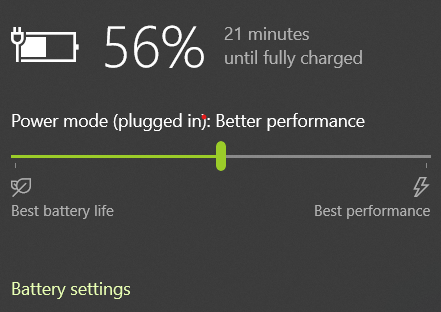 56%
21 minutes
until fully charged
Power mode (plugged in): Better performance
Best battery life
Best performance
Battery settings